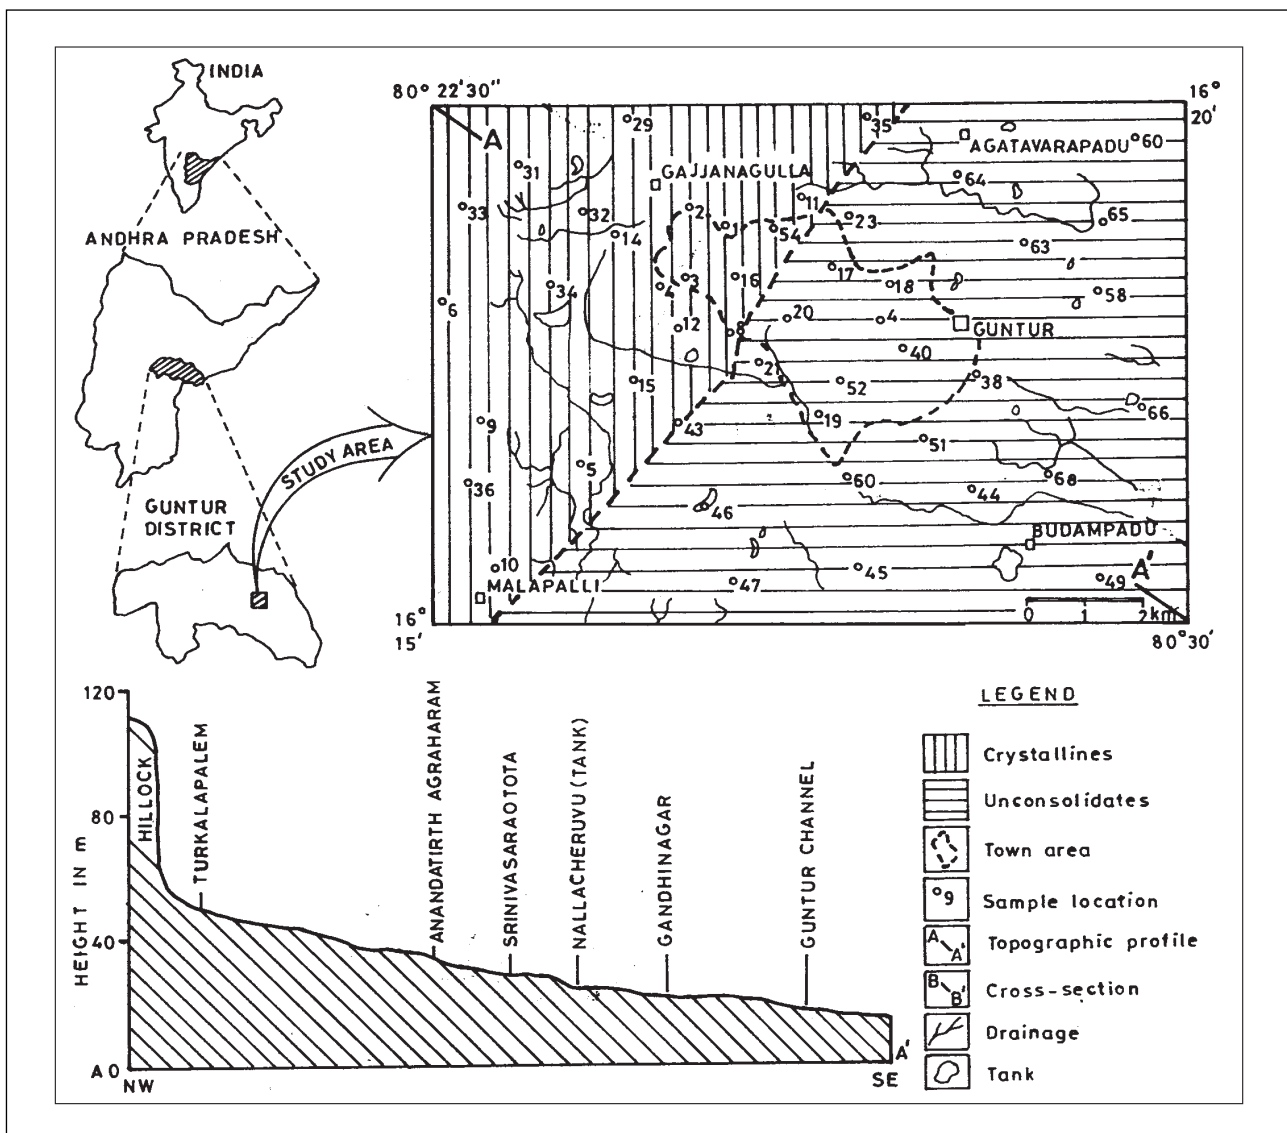 INDIA
ANDHRA PRADESH
GUNTUR
DISTRICT
STUDY AREA
80° 22'30"
16°
20'
A
29
35
AGATAVARAPADU
60
31
GAJJANAGULLA
64
33
32
2
1
11
54
23
65
14
63
3
4
16
17
18
58
34
6
12
8
20
4
GUNTUR
40
2
15
52
38
66
9
43
19
51
5
36
60
68
44
46
BUDAMPADU
10
MALAPALLI
47
45
49
A'
0 1 2km
16°
15'
80°30'
HEIGHT IN m
120
80
40
A 0
NW
HILLOCK
TURKALAPALEM
ANANDATIRTH AGRAHARAM
SRINIVASARAOTOTA
NALLACHERUVU (TANK)
GANDHINAGAR
GUNTUR CHANNEL
A'
SE
LEGEND
Crystallines
Unconsolidates
Town area
9
Sample location
A A'
Topographic profile
B B'
Cross-section
Drainage
Tank